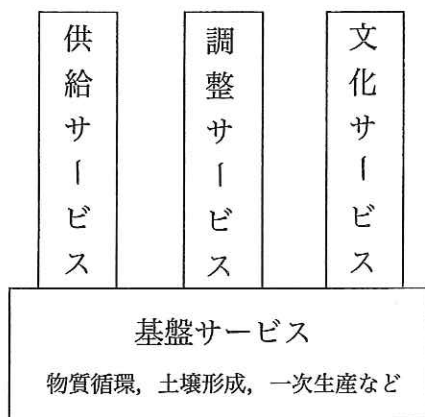 供給サービス
調整サービス
文化サービス
基盤サービス
物質循環，土壌形成，一次生産など